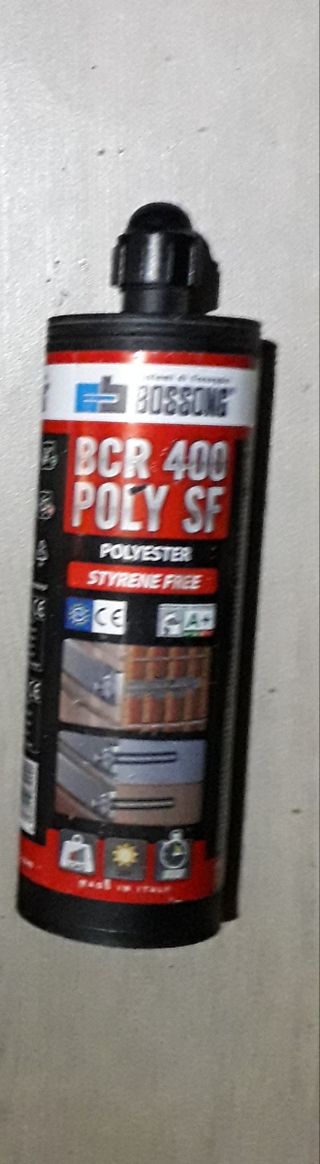 BOSSONG
BCR 400
POLY SF
POLYESTER
STYRENE FREE
CE
A+
MADE IN ITALY